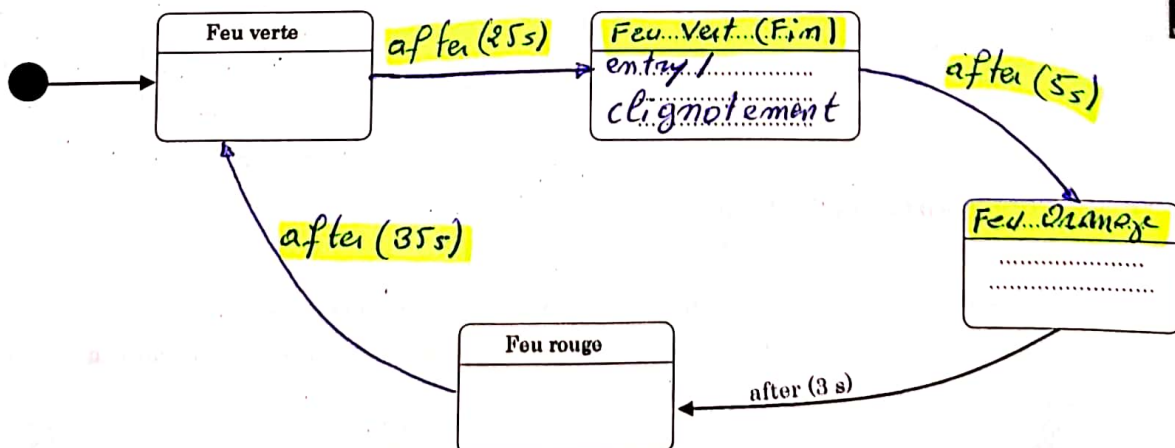 Feu verte
after (25s)
Feu Vert (Fin)
entry /
clignotement
after (5s)
Feu Orange
after (35s)
Feu rouge
after (3 s)